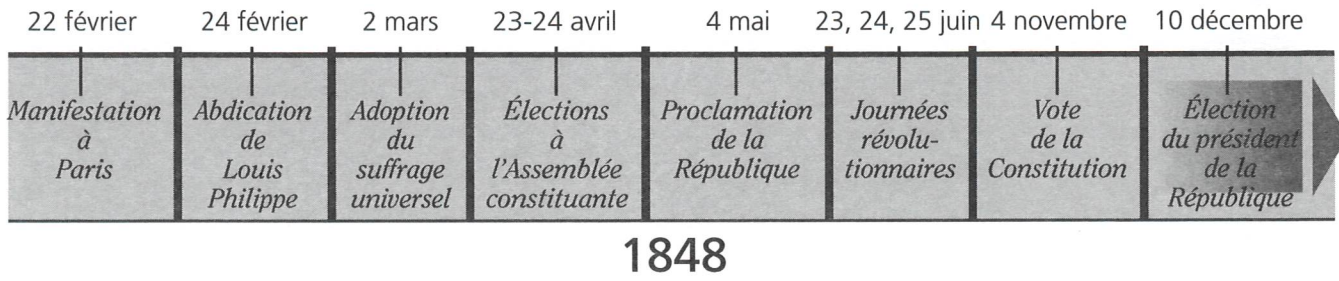 22 février 24 février 2 mars 23-24 avril 4 mai 23, 24, 25 juin 4 novembre 10 décembre
Manifestation
à
Paris
Abdication
de
Louis
Philippe
Adoption
du
suffrage
universel
Élections
à
l'Assemblée
constituante
Proclamation
de la
République
Journées
révolu-
tionnaires
Vote
de la
Constitution
Élection
du président
de la
République
1848